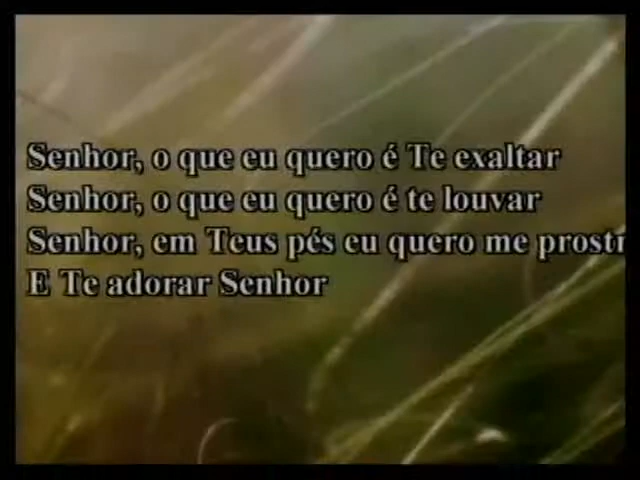 Senhor, o que eu quero é Te exaltar
Senhor, o que eu quero é te louvar
Senhor, em Teus pés eu quero me prostr
E Te adorar Senhor